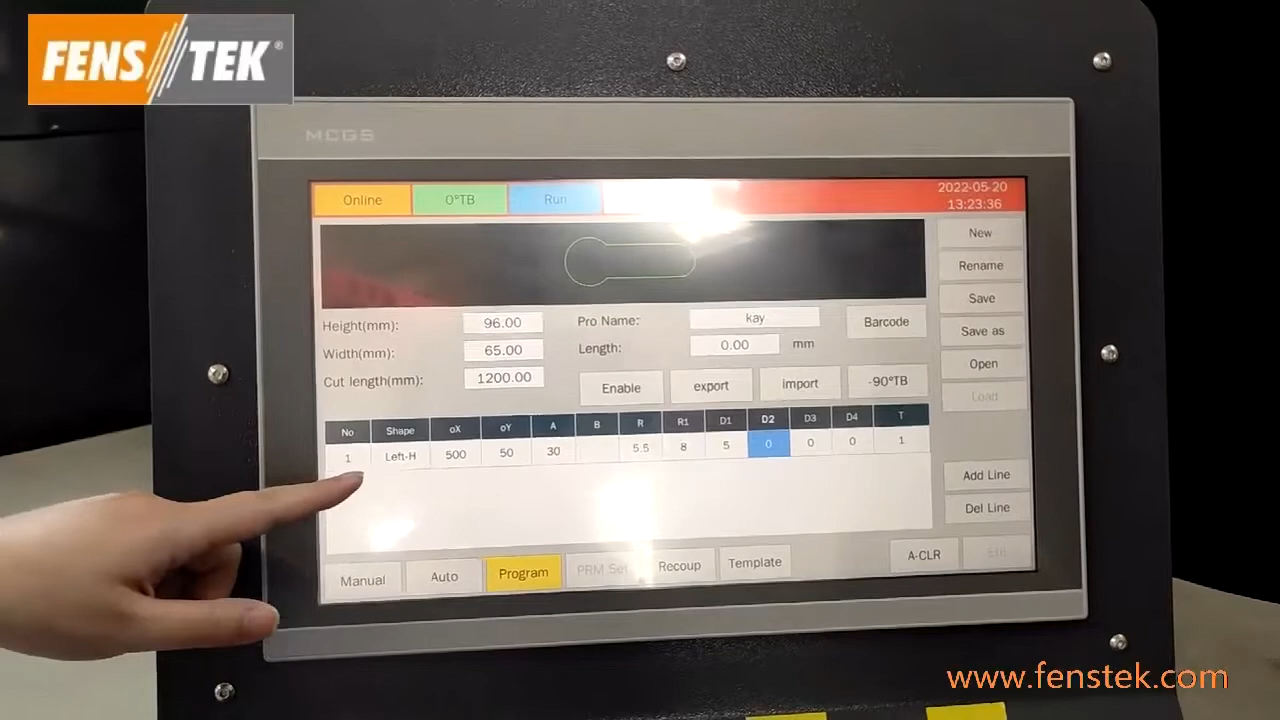 FENS TEK®
MCGS
Online 0°TB Run 2022-05-20
13:23:36
New
Rename
Save
Save as
Open
Load
Height(mm): 96.00 Pro Name: kay Barcode
Width(mm): 65.00 Length: 0.00 mm
Cut length(mm): 1200.00 Enable export import -90°TB
No Shape oX oY A B R R1 D1 D2 D3 D4 T
1 Left-H 500 50 30 5.5 8 5 0 0 0 1
Add Line
Del Line
Manual Auto Program PRM Set Recoup Template A-CLR
www.fenstek.com